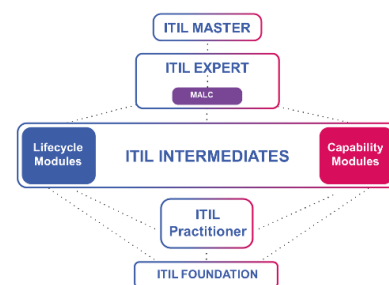 ITIL MASTER
ITIL EXPERT
MALC
Lifecycle
Modules
ITIL INTERMEDIATES
Capability
Modules
ITIL
Practitioner
ITIL FOUNDATION